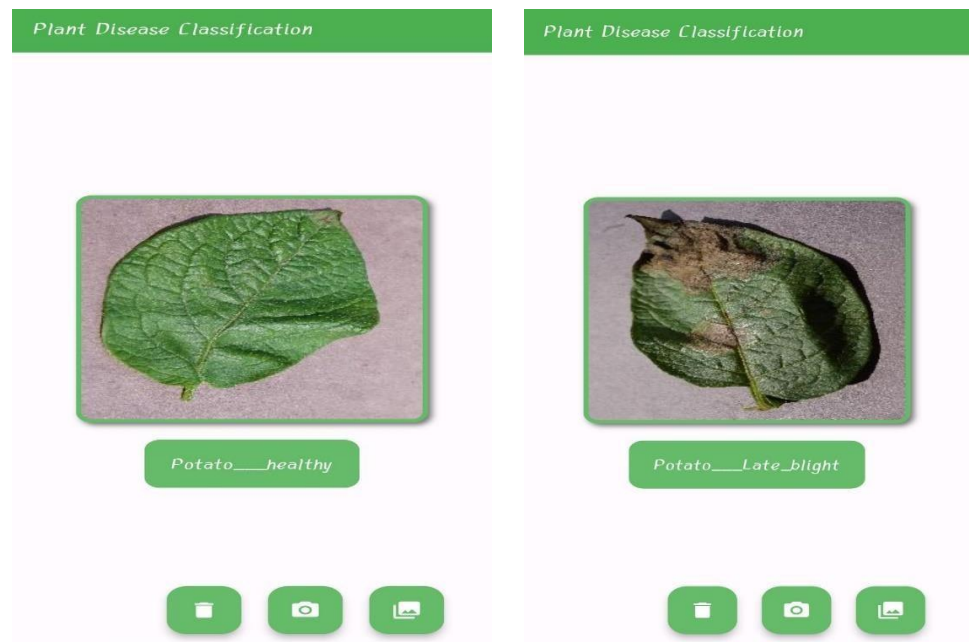 Plant Disease Classification
Potato___healthy
Plant Disease Classification
Potato___Late_blight